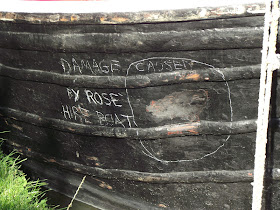 DAMAGE CAUSED
BY ROSE
HIRE BOAT